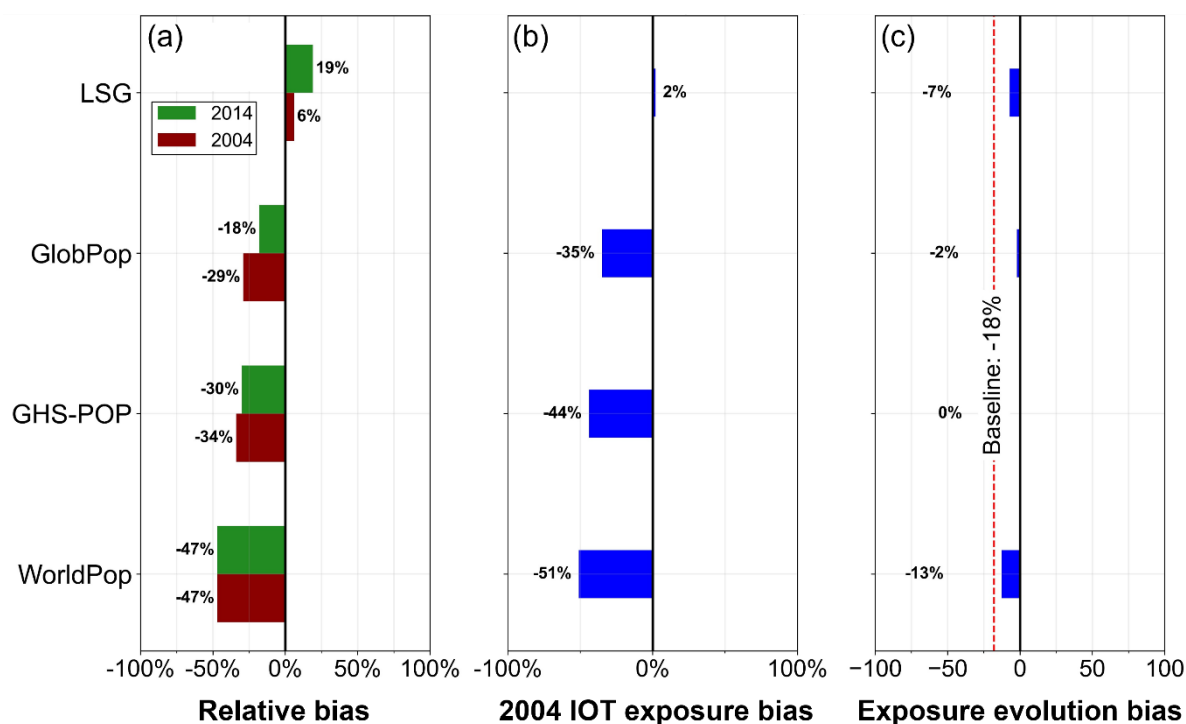 (a)
(b)
(c)
LSG
GlobPop
GHS-POP
WorldPop
2014
2004
19%
6%
-18%
-29%
-30%
-34%
-47%
-47%
2%
-35%
-44%
-51%
-7%
-2%
0%
-13%
Baseline: -18%
-100% -50% 0% 50% 100%
-100% 0% 100%
−100 −50 0 50 100
Relative bias
2004 IOT exposure bias
Exposure evolution bias